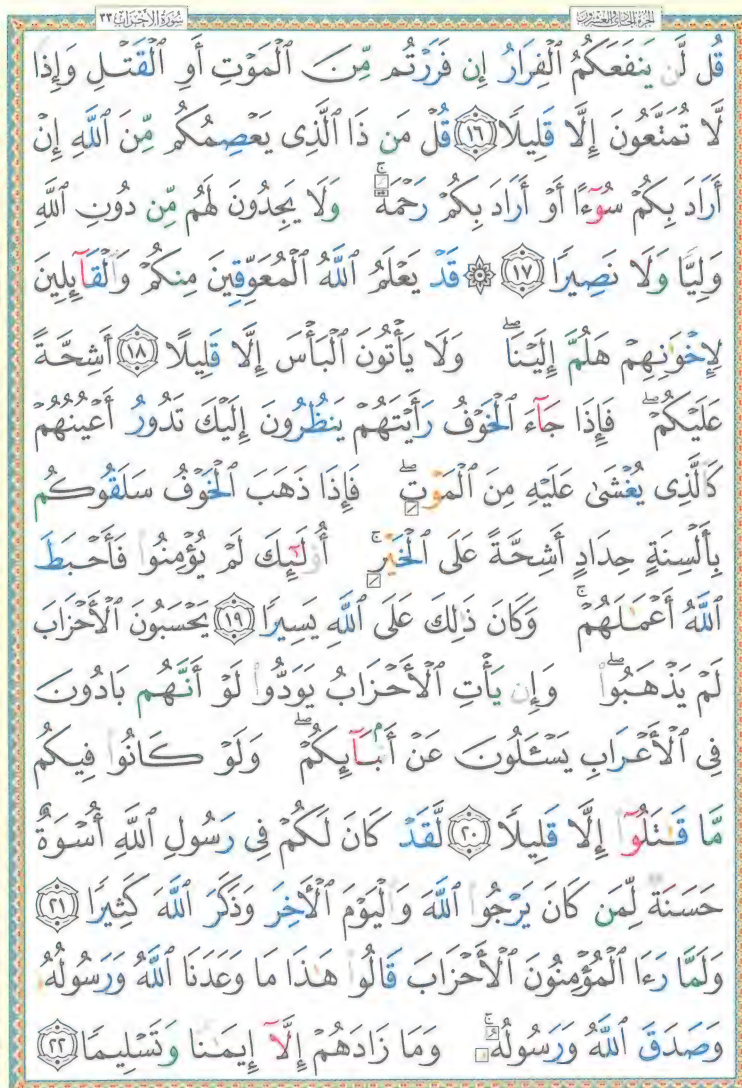 الجزء الحادي والعشرون
سُورَةُ الأَحْزَابِ ٣٣
قُل لَّن يَنفَعَكُمُ ٱلْفِرَارُ إِن فَرَرْتُم مِّنَ ٱلْمَوْتِ أَوِ ٱلْقَتْلِ وَإِذًا
لَّا تُمَتَّعُونَ إِلَّا قَلِيلًا ١٦ قُلْ مَن ذَا ٱلَّذِى يَعْصِمُكُم مِّنَ ٱللَّهِ إِنْ
أَرَادَ بِكُمْ سُوٓءًا أَوْ أَرَادَ بِكُمْ رَحْمَةً ۚ وَلَا يَجِدُونَ لَهُم مِّن دُونِ ٱللَّهِ
وَلِيًّا وَلَا نَصِيرًا ١٧ ۞ قَدْ يَعْلَمُ ٱللَّهُ ٱلْمُعَوِّقِينَ مِنكُمْ وَٱلْقَآئِلِينَ
لِإِخْوَٰنِهِمْ هَلُمَّ إِلَيْنَا ۖ وَلَا يَأْتُونَ ٱلْبَأْسَ إِلَّا قَلِيلًا ١٨ أَشِحَّةً
عَلَيْكُمْ ۖ فَإِذَا جَآءَ ٱلْخَوْفُ رَأَيْتَهُمْ يَنظُرُونَ إِلَيْكَ تَدُورُ أَعْيُنُهُمْ
كَٱلَّذِى يُغْشَىٰ عَلَيْهِ مِنَ ٱلْمَوْتِ ۖ فَإِذَا ذَهَبَ ٱلْخَوْفُ سَلَقُوكُم
بِأَلْسِنَةٍ حِدَادٍ أَشِحَّةً عَلَى ٱلْخَيْرِ ۚ أُو۟لَٰٓئِكَ لَمْ يُؤْمِنُوا۟ فَأَحْبَطَ
ٱللَّهُ أَعْمَٰلَهُمْ ۚ وَكَانَ ذَٰلِكَ عَلَى ٱللَّهِ يَسِيرًا ١٩ يَحْسَبُونَ ٱلْأَحْزَابَ
لَمْ يَذْهَبُوا۟ ۖ وَإِن يَأْتِ ٱلْأَحْزَابُ يَوَدُّوا۟ لَوْ أَنَّهُم بَادُونَ
فِى ٱلْأَعْرَابِ يَسْـَٔلُونَ عَنْ أَنۢبَآئِكُمْ ۖ وَلَوْ كَانُوا۟ فِيكُم
مَّا قَٰتَلُوٓا۟ إِلَّا قَلِيلًا ٢٠ لَّقَدْ كَانَ لَكُمْ فِى رَسُولِ ٱللَّهِ أُسْوَةٌ
حَسَنَةٌ لِّمَن كَانَ يَرْجُوا۟ ٱللَّهَ وَٱلْيَوْمَ ٱلْءَاخِرَ وَذَكَرَ ٱللَّهَ كَثِيرًا ٢١
وَلَمَّا رَءَا ٱلْمُؤْمِنُونَ ٱلْأَحْزَابَ قَالُوا۟ هَٰذَا مَا وَعَدَنَا ٱللَّهُ وَرَسُولُهُۥ
وَصَدَقَ ٱللَّهُ وَرَسُولُهُۥ ۚ وَمَا زَادَهُمْ إِلَّآ إِيمَٰنًا وَتَسْلِيمًا ٢٢